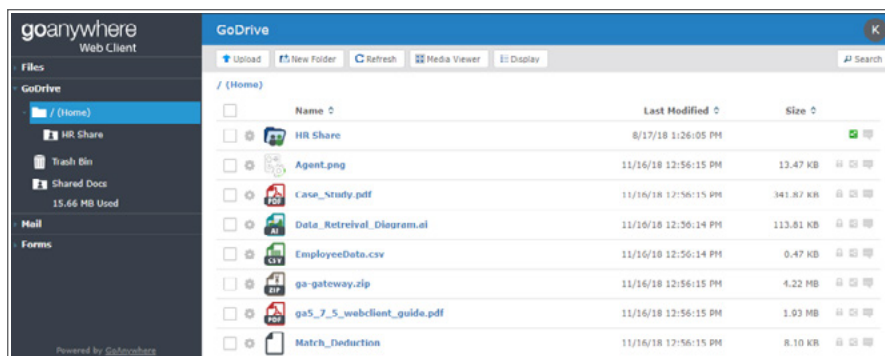 goanywhere
Web Client
Files
GoDrive
/ (Home)
HR Share
Trash Bin
Shared Docs
15.66 MB Used
Mail
Forms
Powered by GoAnywhere
GoDrive
K
Upload New Folder Refresh Media Viewer Display Search
/ (Home)
Name Last Modified Size
HR Share 8/17/18 1:26:05 PM
Agent.png 11/16/18 12:56:15 PM 13.47 KB
Case_Study.pdf 11/16/18 12:56:15 PM 341.87 KB
Data_Retreival_Diagram.ai 11/16/18 12:56:14 PM 113.81 KB
EmployeeData.csv 11/16/18 12:56:14 PM 0.47 KB
ga-gateway.zip 11/16/18 12:56:15 PM 4.22 MB
ga5_7_5_webclient_guide.pdf 11/16/18 12:56:15 PM 1.93 MB
Match_Deduction 11/16/18 12:56:15 PM 8.10 KB